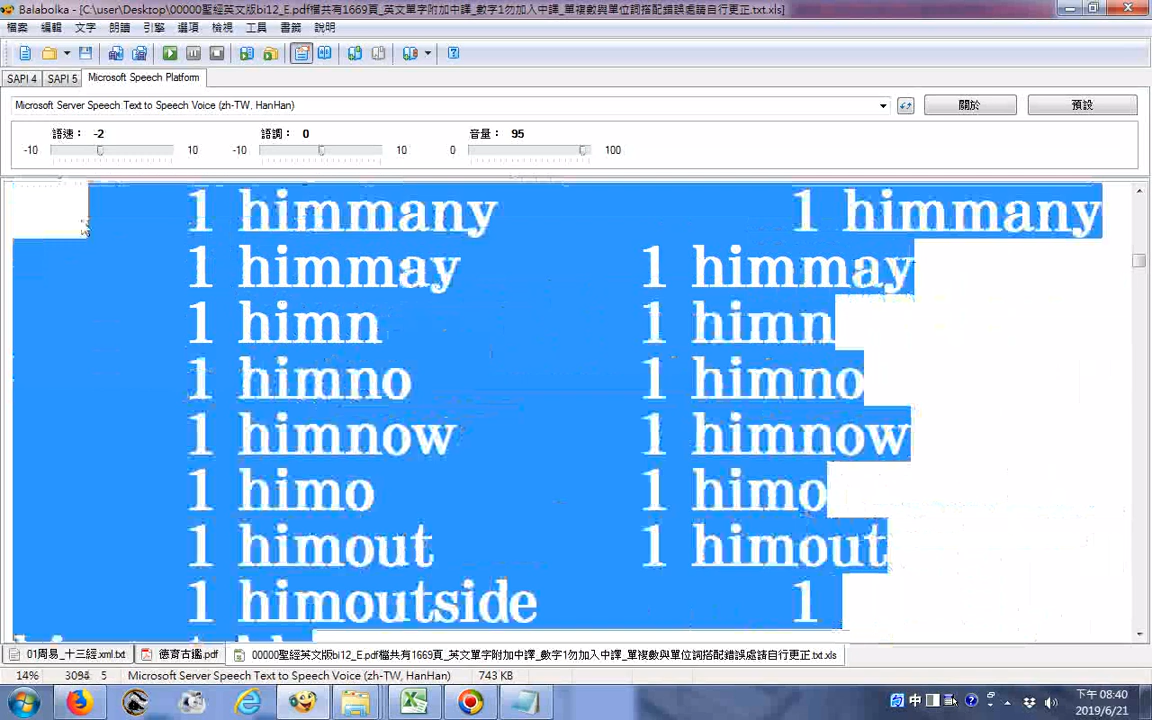 Balabolka - [C:\user\Desktop\00000聖經英文版bi12_E.pdf檔共有1669頁_英文單字附加中譯_數字1勿加入中譯_單複數與單位詞搭配錯誤處請自行更正.txt.xls]
檔案 編輯 文字 朗讀 引擎 選項 檢視 工具 書籤 說明
SAPI 4 SAPI 5 Microsoft Speech Platform
Microsoft Server Speech Text to Speech Voice (zh-TW, HanHan) 關於 預設
語速： -2 語調： 0 音量： 95
-10 10 -10 10 0 100
1 himmany 1 himmany
1 himmay 1 himmay
1 himn 1 himn
1 himno 1 himno
1 himnow 1 himnow
1 himo 1 himo
1 himout 1 himout
1 himoutside 1
01周易_十三經.xml.txt 德育古鑑.pdf 00000聖經英文版bi12_E.pdf檔共有1669頁_英文單字附加中譯_數字1勿加入中譯_單複數與單位詞搭配錯誤處請自行更正.txt.xls
14% 3094 5 Microsoft Server Speech Text to Speech Voice (zh-TW, HanHan) 743 KB
中 下午 08:40
2019/6/21